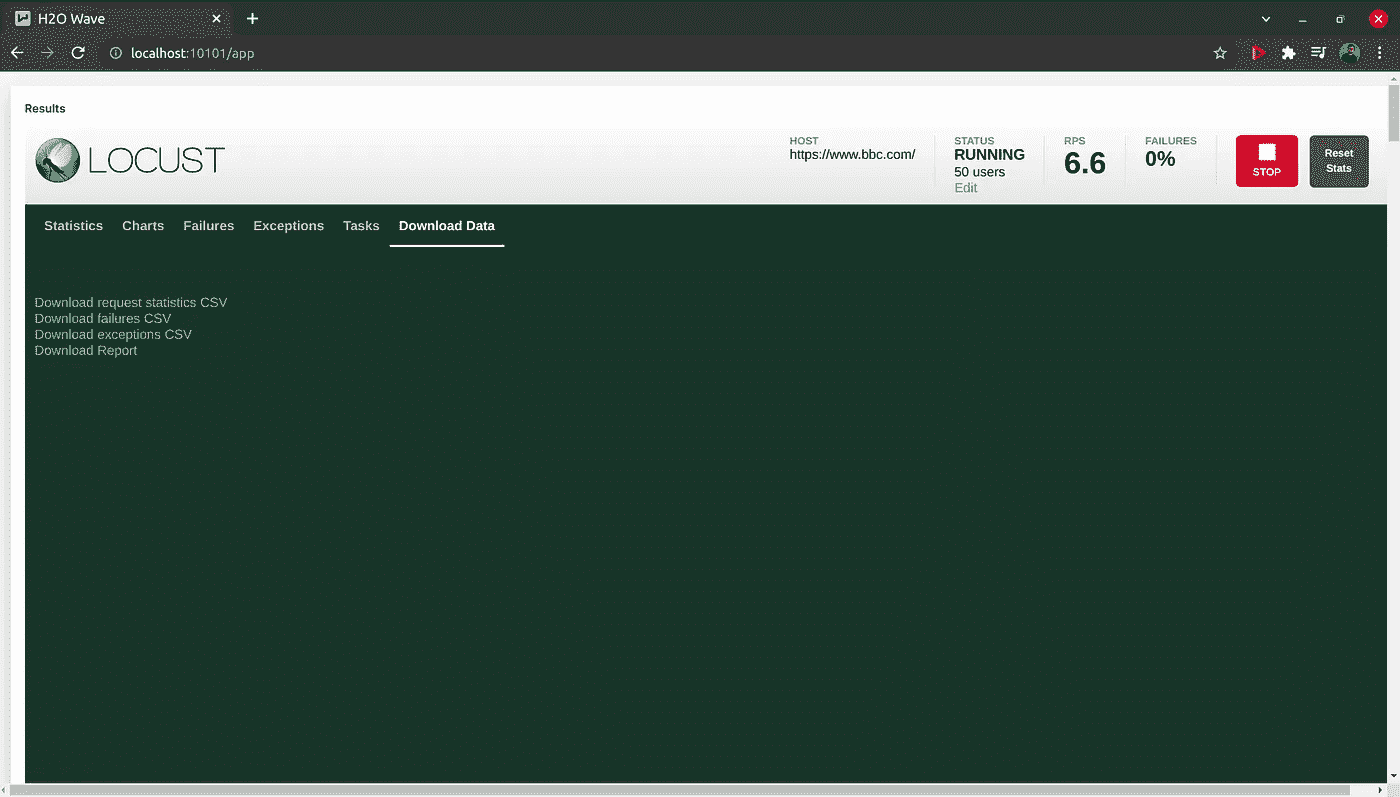 H2O Wave
localhost:10101/app
Results
LOCUST
HOST
https://www.bbc.com/
STATUS
RUNNING
50 users
Edit
RPS
6.6
FAILURES
0%
STOP
Reset
Stats
Statistics Charts Failures Exceptions Tasks Download Data
Download request statistics CSV
Download failures CSV
Download exceptions CSV
Download Report